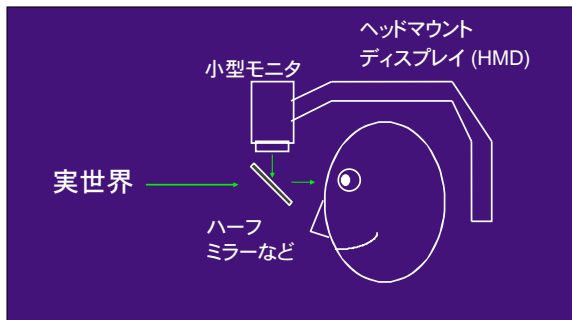 ヘッドマウント
ディスプレイ (HMD)
小型モニタ
実世界
ハーフ
ミラーなど